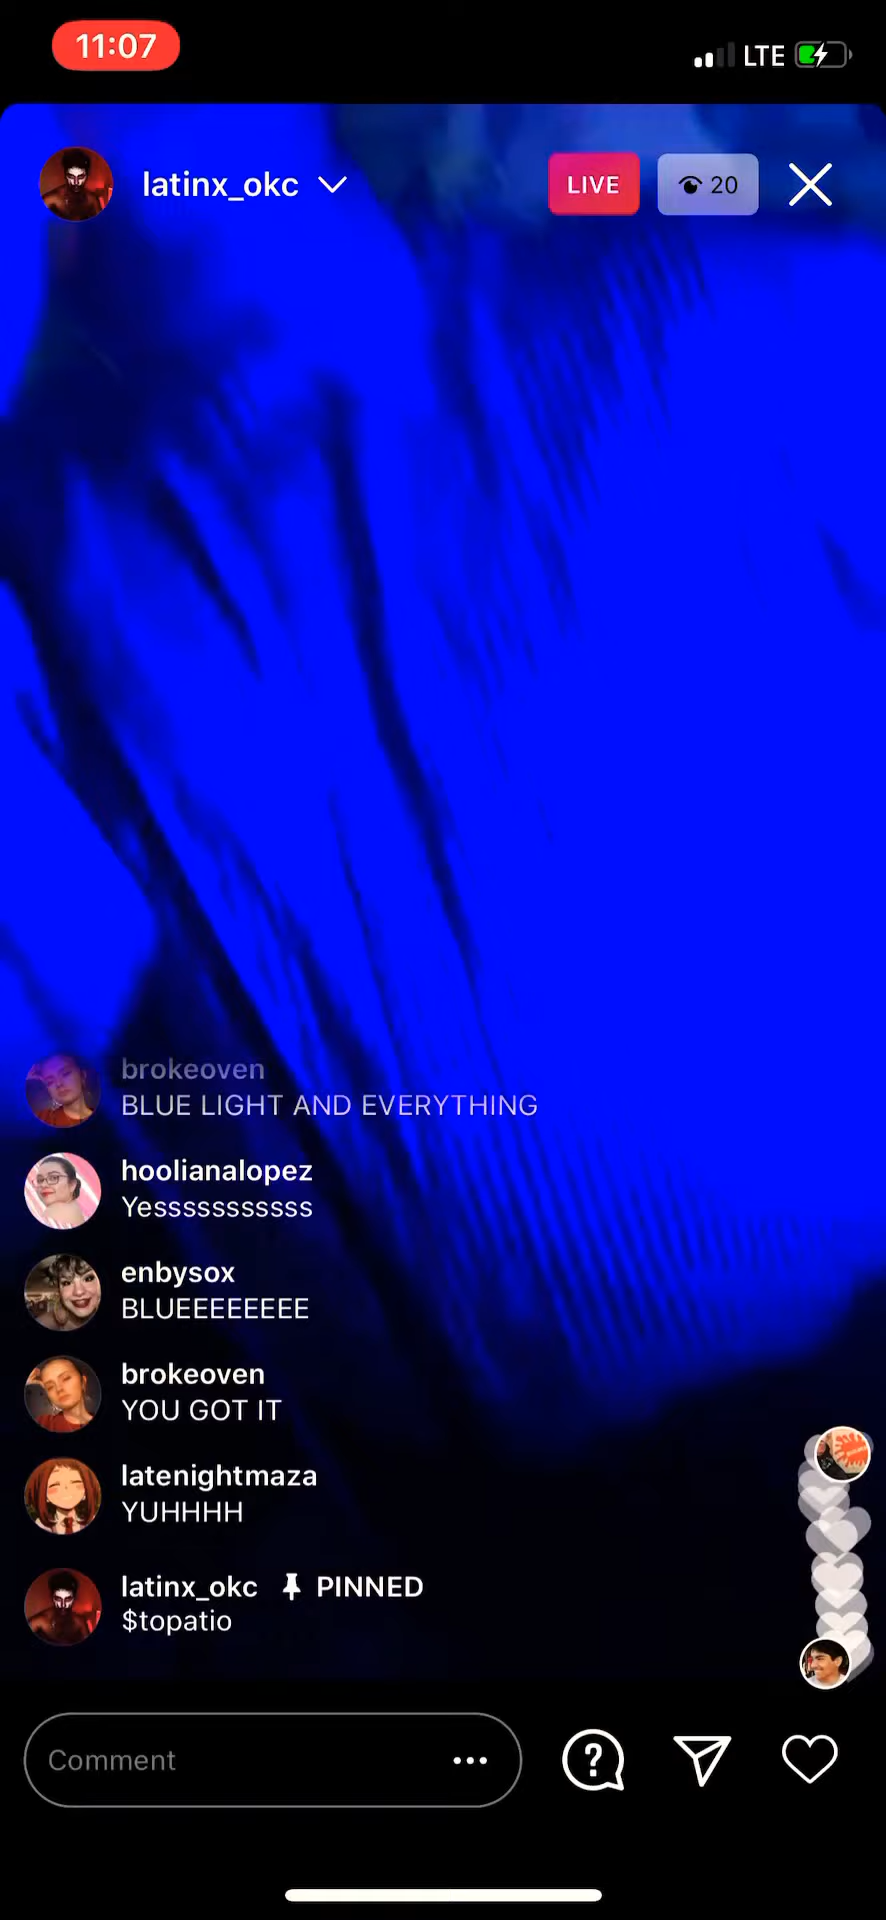 11:07
LTE
latinx_okc
LIVE
20
brokeoven
BLUE LIGHT AND EVERYTHING
hoolianalopez
Yesssssssssss
enbysox
BLUEEEEEEEE
brokeoven
YOU GOT IT
latenightmaza
YUHHHH
latinx_okc PINNED
$topatio
Comment